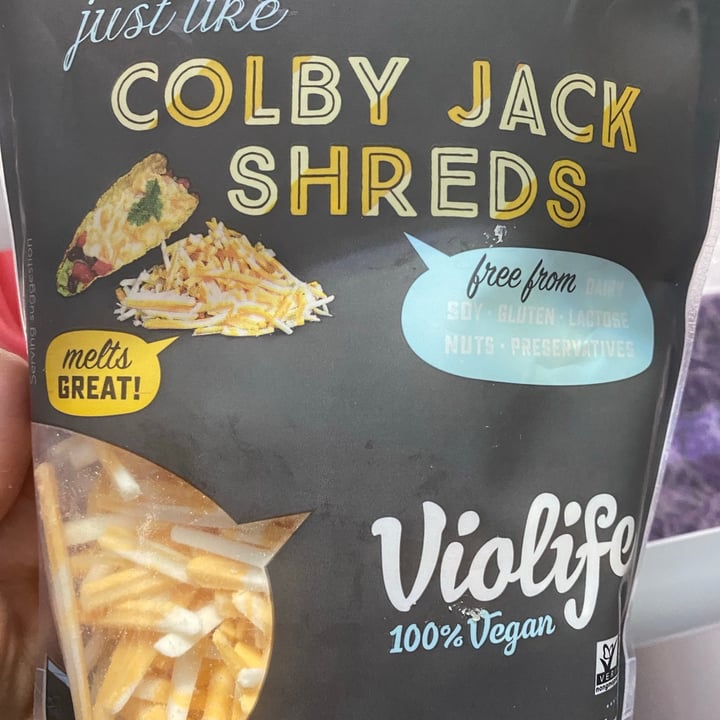 just like
COLBY JACK
SHREDS
free from DAIRY
SOY · GLUTEN · LACTOSE
NUTS · PRESERVATIVES
melts
GREAT!
Serving suggestion
Violife
100% Vegan